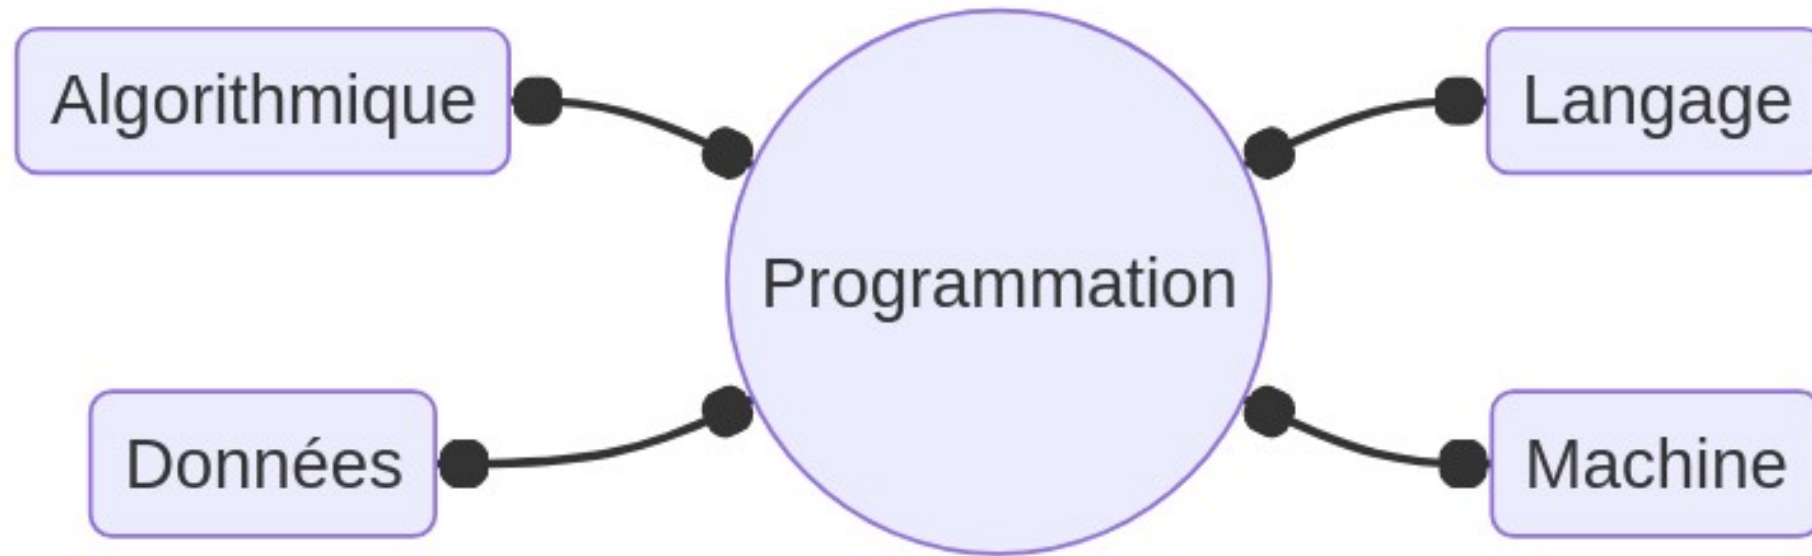 Algorithmique
Langage
Programmation
Données
Machine